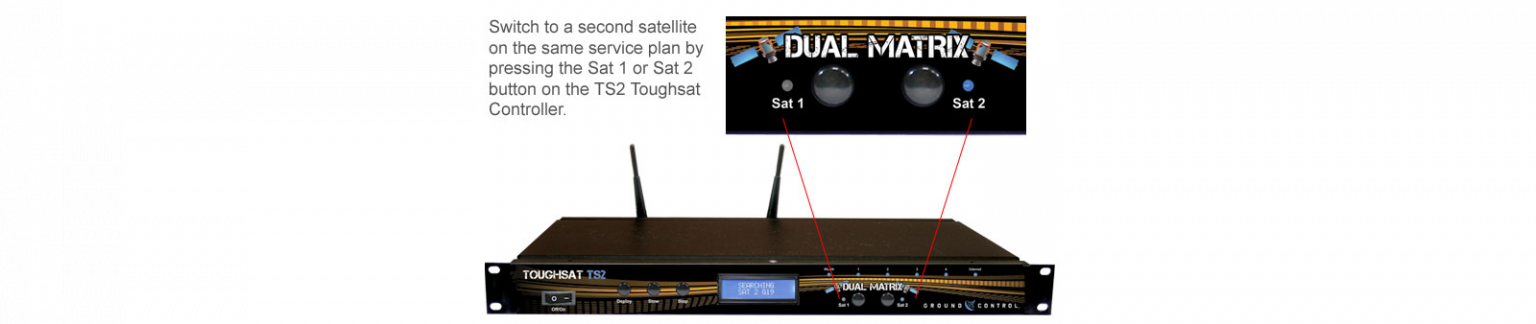 Switch to a second satellite
on the same service plan by
pressing the Sat 1 or Sat 2
button on the TS2 Toughsat
Controller.
DUAL MATRIX
Sat 1
Sat 2
TOUGHSAT TS2
Off/On
Deploy
Stow
Stop
SEARCHING
SAT 2 G19
DUAL MATRIX
Sat 1
Sat 2
Internet
GROUND CONTROL